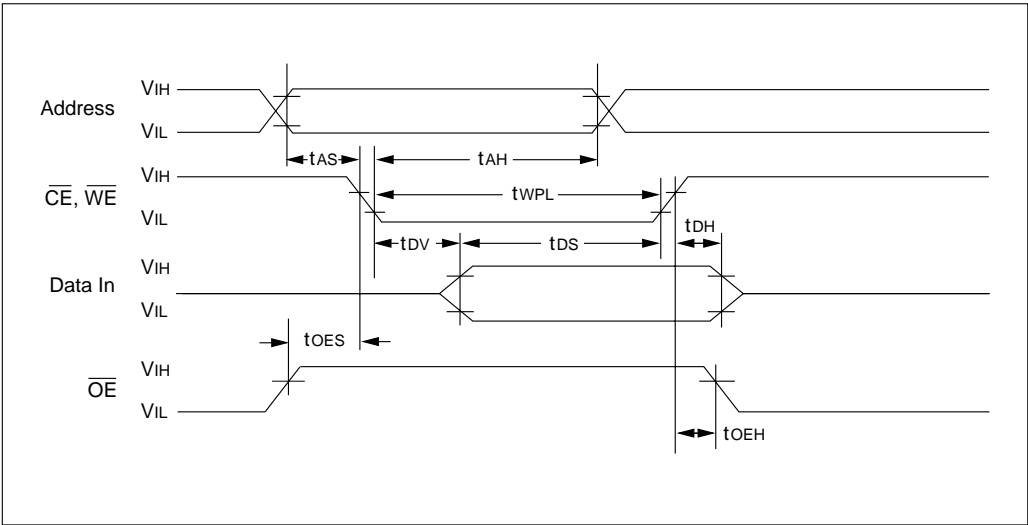 Address
VIH
VIL
tAS
tAH
CE, WE
VIH
VIL
tWPL
tDV
tDS
tDH
Data In
VIH
VIL
tOES
OE
VIH
VIL
tOEH